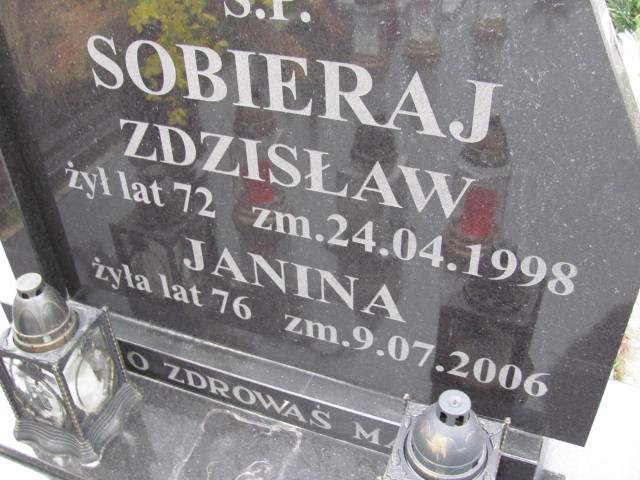 Ś.P.
SOBIERAJ
ZDZISŁAW
żył lat 72 zm.24.04.1998
JANINA
żyła lat 76 zm.9.07.2006
O ZDROWAŚ MA